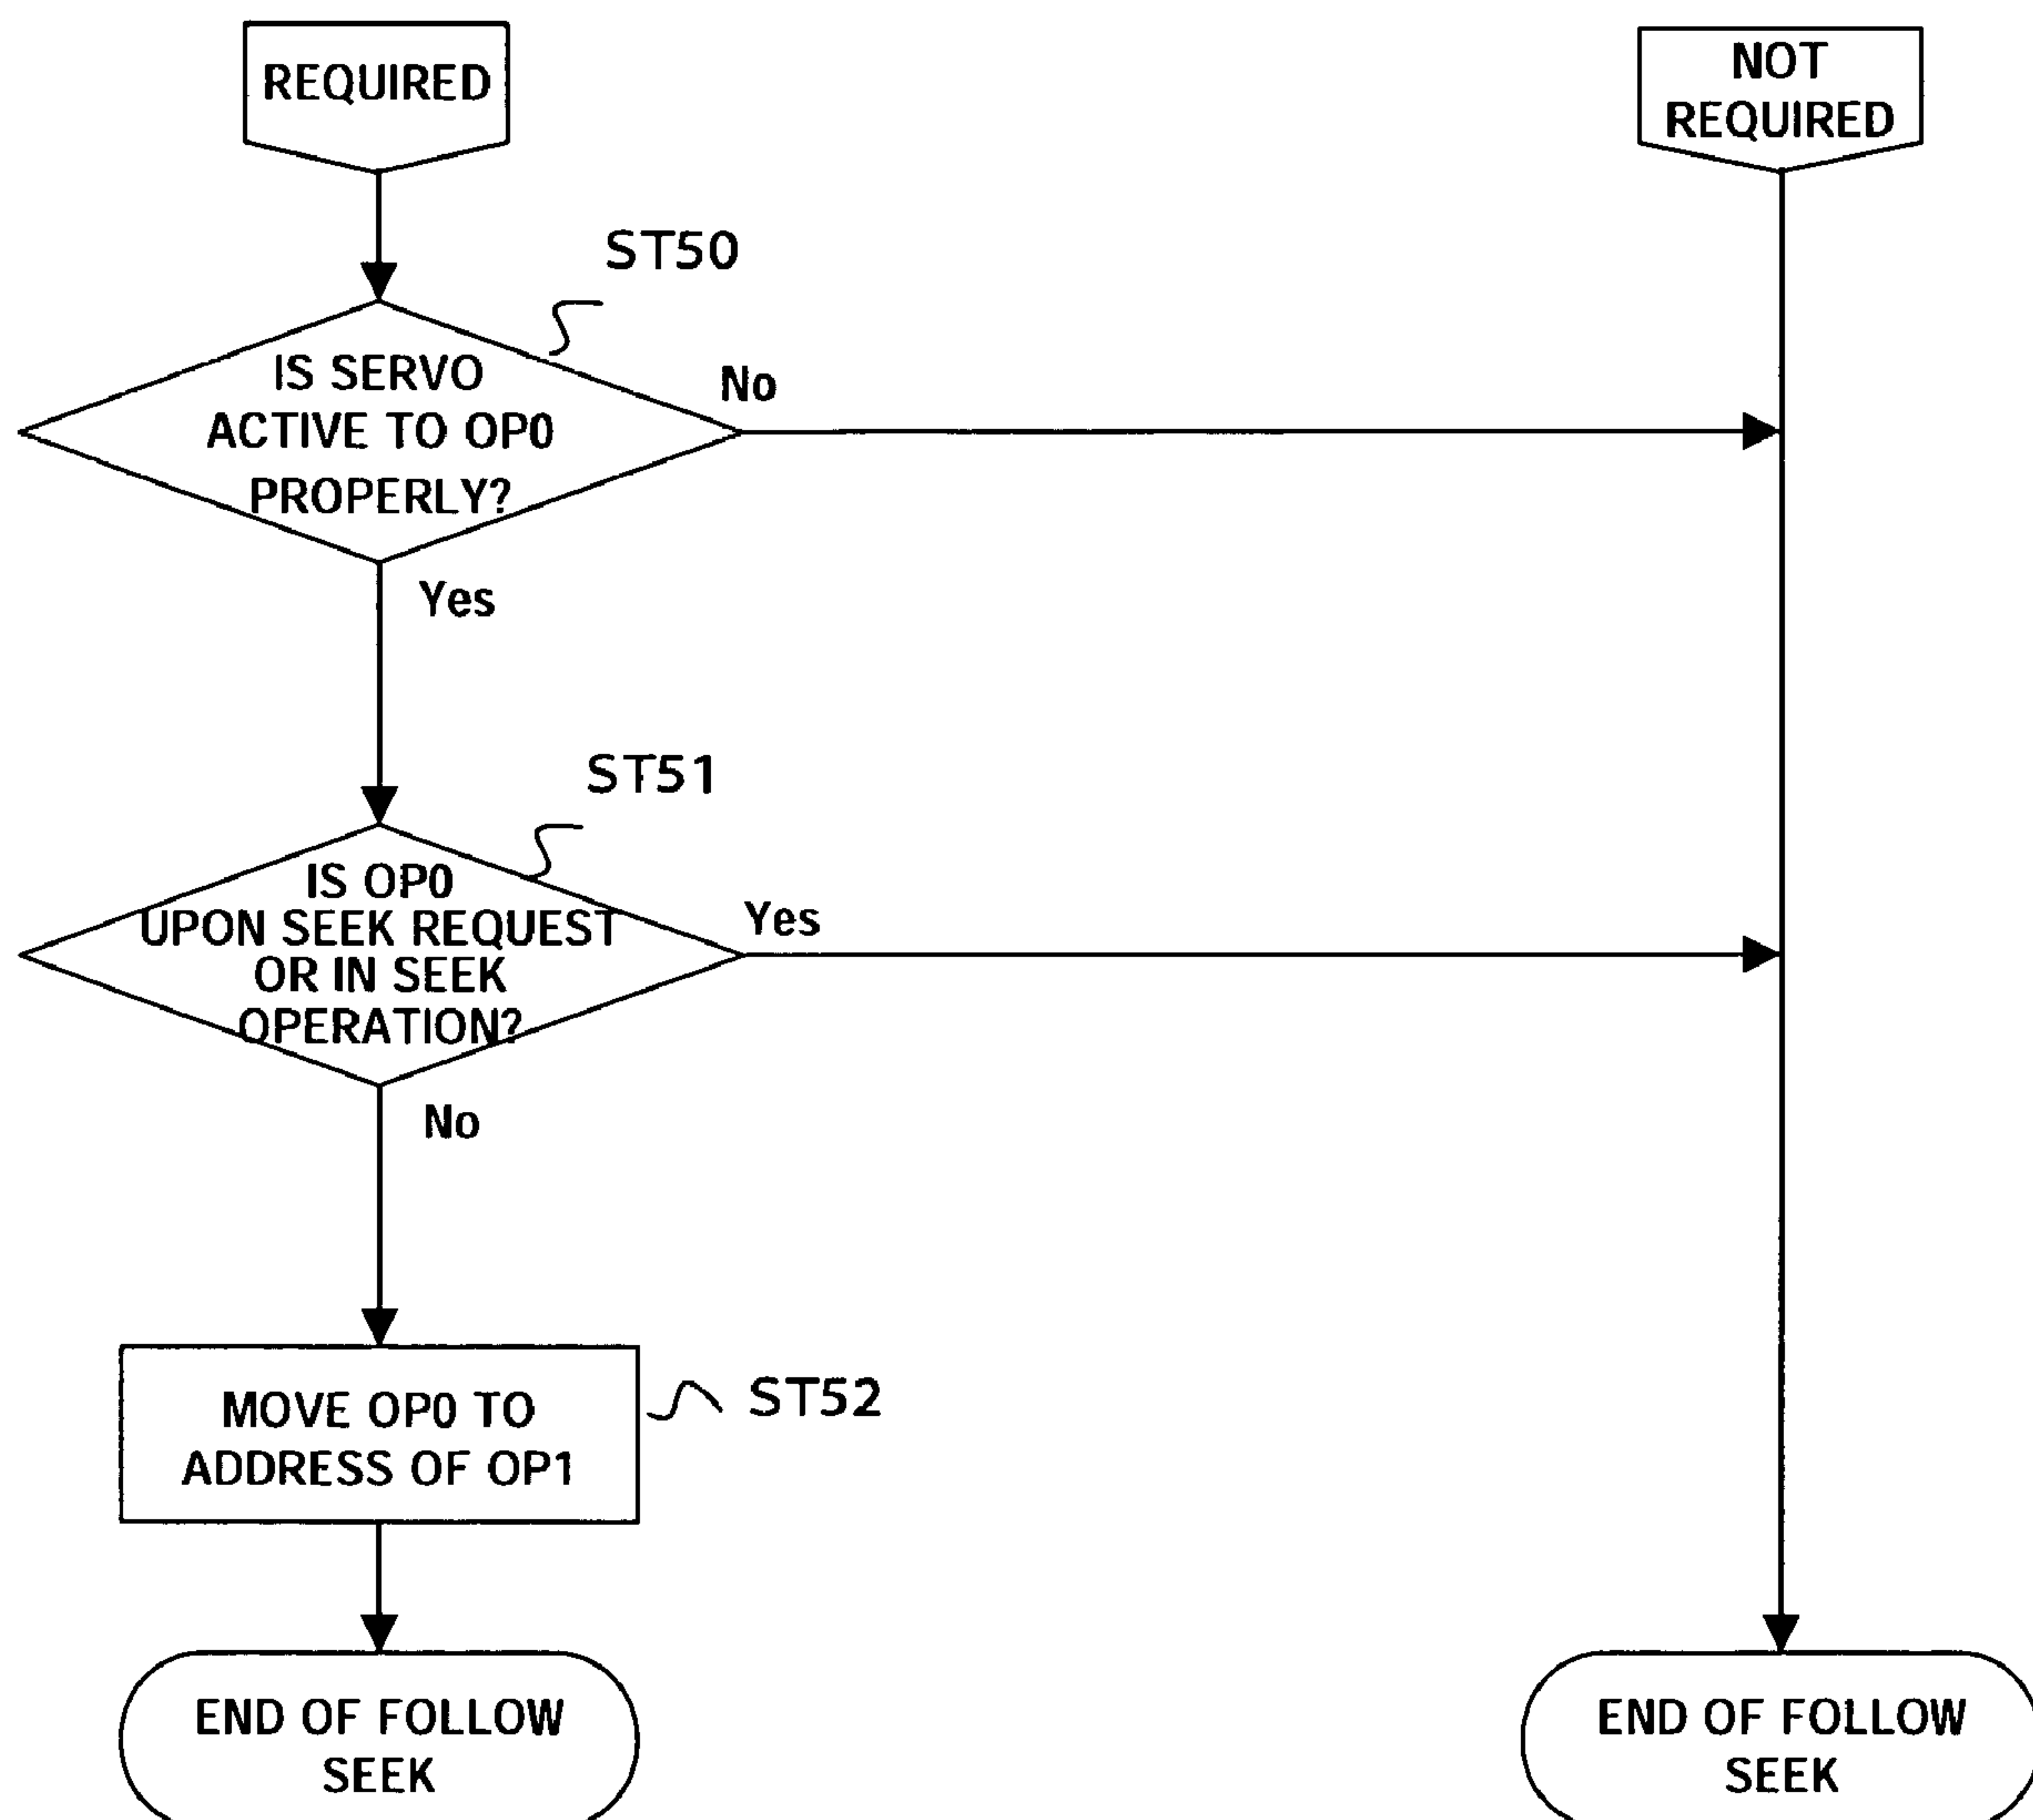 REQUIRED
NOT
REQUIRED
ST50
IS SERVO
ACTIVE TO OP0
PROPERLY?
No
Yes
ST51
IS OP0
UPON SEEK REQUEST
OR IN SEEK
OPERATION?
Yes
No
MOVE OP0 TO
ADDRESS OF OP1
ST52
END OF FOLLOW
SEEK
END OF FOLLOW
SEEK